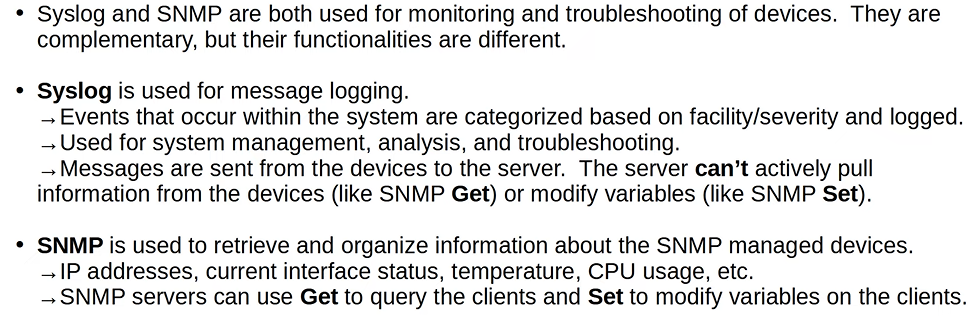 • Syslog and SNMP are both used for monitoring and troubleshooting of devices.  They are
complementary, but their functionalities are different.
• Syslog is used for message logging.
→Events that occur within the system are categorized based on facility/severity and logged.
→Used for system management, analysis, and troubleshooting.
→Messages are sent from the devices to the server.  The server can't actively pull
information from the devices (like SNMP Get) or modify variables (like SNMP Set).
• SNMP is used to retrieve and organize information about the SNMP managed devices.
→IP addresses, current interface status, temperature, CPU usage, etc.
→SNMP servers can use Get to query the clients and Set to modify variables on the clients.